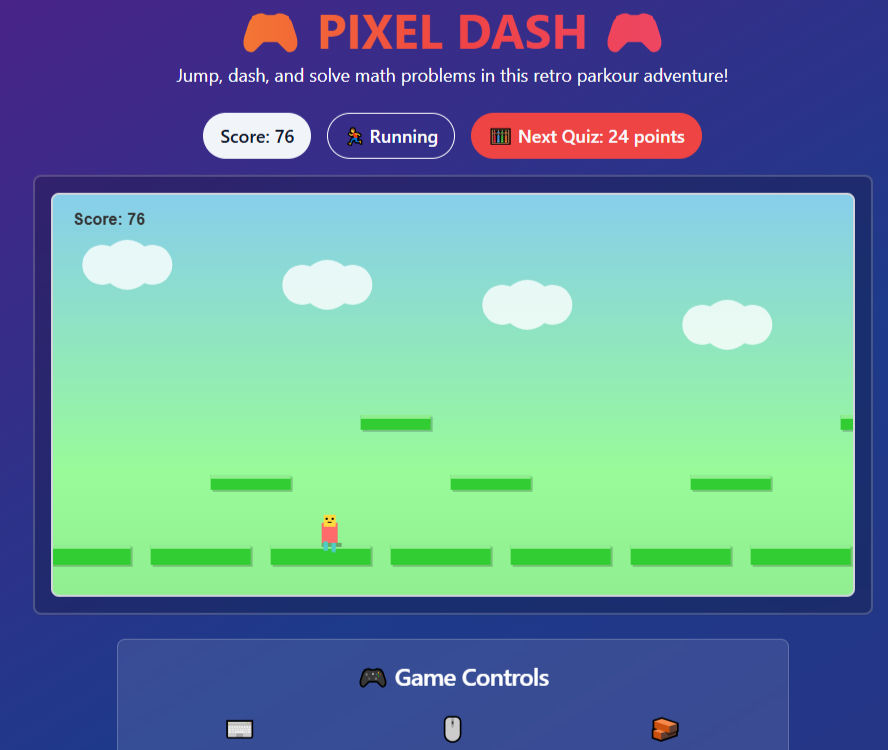 PIXEL DASH
Jump, dash, and solve math problems in this retro parkour adventure!
Score: 76
Running
Next Quiz: 24 points
Score: 76
Game Controls